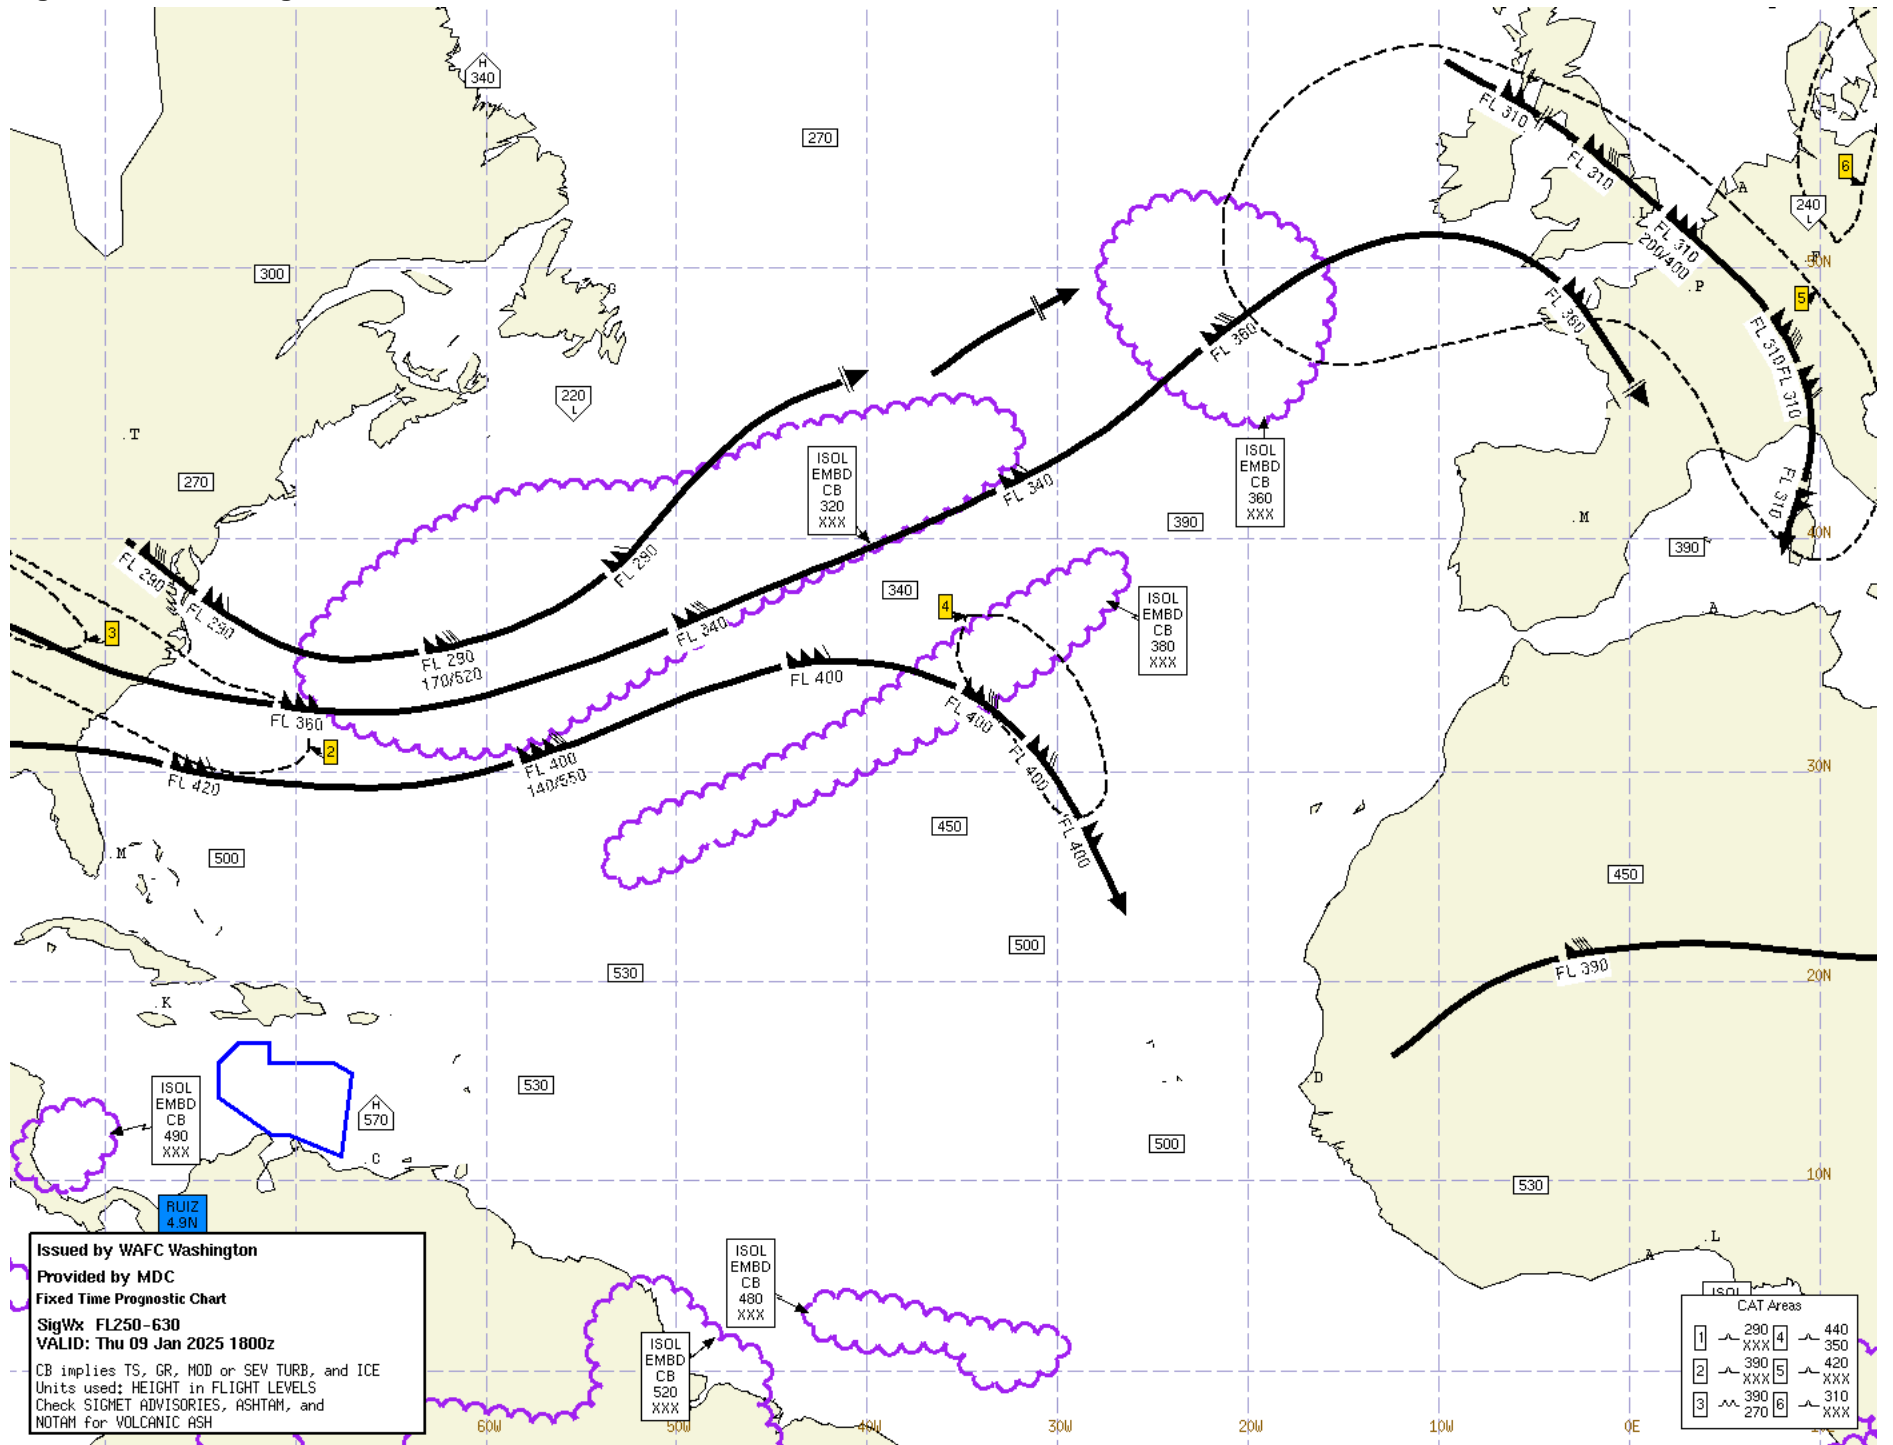 H
340
270
FL 310
FL 310
6
A
240
L
L
FL 310
200/400
F
50N
300
G
P
5
FL 360
FL 360
FL 310
FL 310
220
L
T
ISOL
EMBD
CB
320
XXX
ISOL
EMBD
CB
360
XXX
270
FL 340
FL 310
390
M
40N
390
FL 290
FL 290
340
4
ISOL
EMBD
CB
380
XXX
A
3
FL 290
FL 340
FL 290
170/520
FL 400
C
FL 360
FL 400
2
FL 400
140/550
FL 400
30N
FL 420
450
FL 400
M
500
450
500
530
FL 390
20N
K
530
D
ISOL
EMBD
CB
490
XXX
H
570
500
C
10N
530
RUIZ
4.9N
L
A
Issued by WAFC Washington
Provided by MDC
Fixed Time Prognostic Chart
SigWx FL250-630
VALID: Thu 09 Jan 2025 1800z
CB implies TS, GR, MOD or SEV TURB, and ICE
Units used: HEIGHT in FLIGHT LEVELS
Check SIGMET ADVISORIES, ASHTAM, and
NOTAM for VOLCANIC ASH
ISOL
EMBD
CB
480
XXX
ISOL
EMBD
CB
520
XXX
ISOL
CAT Areas
1 290 XXX 4 440 350
2 390 XXX 5 420 XXX
3 390 270 6 310 XXX
60W
50W
40W
30W
20W
10W
0E